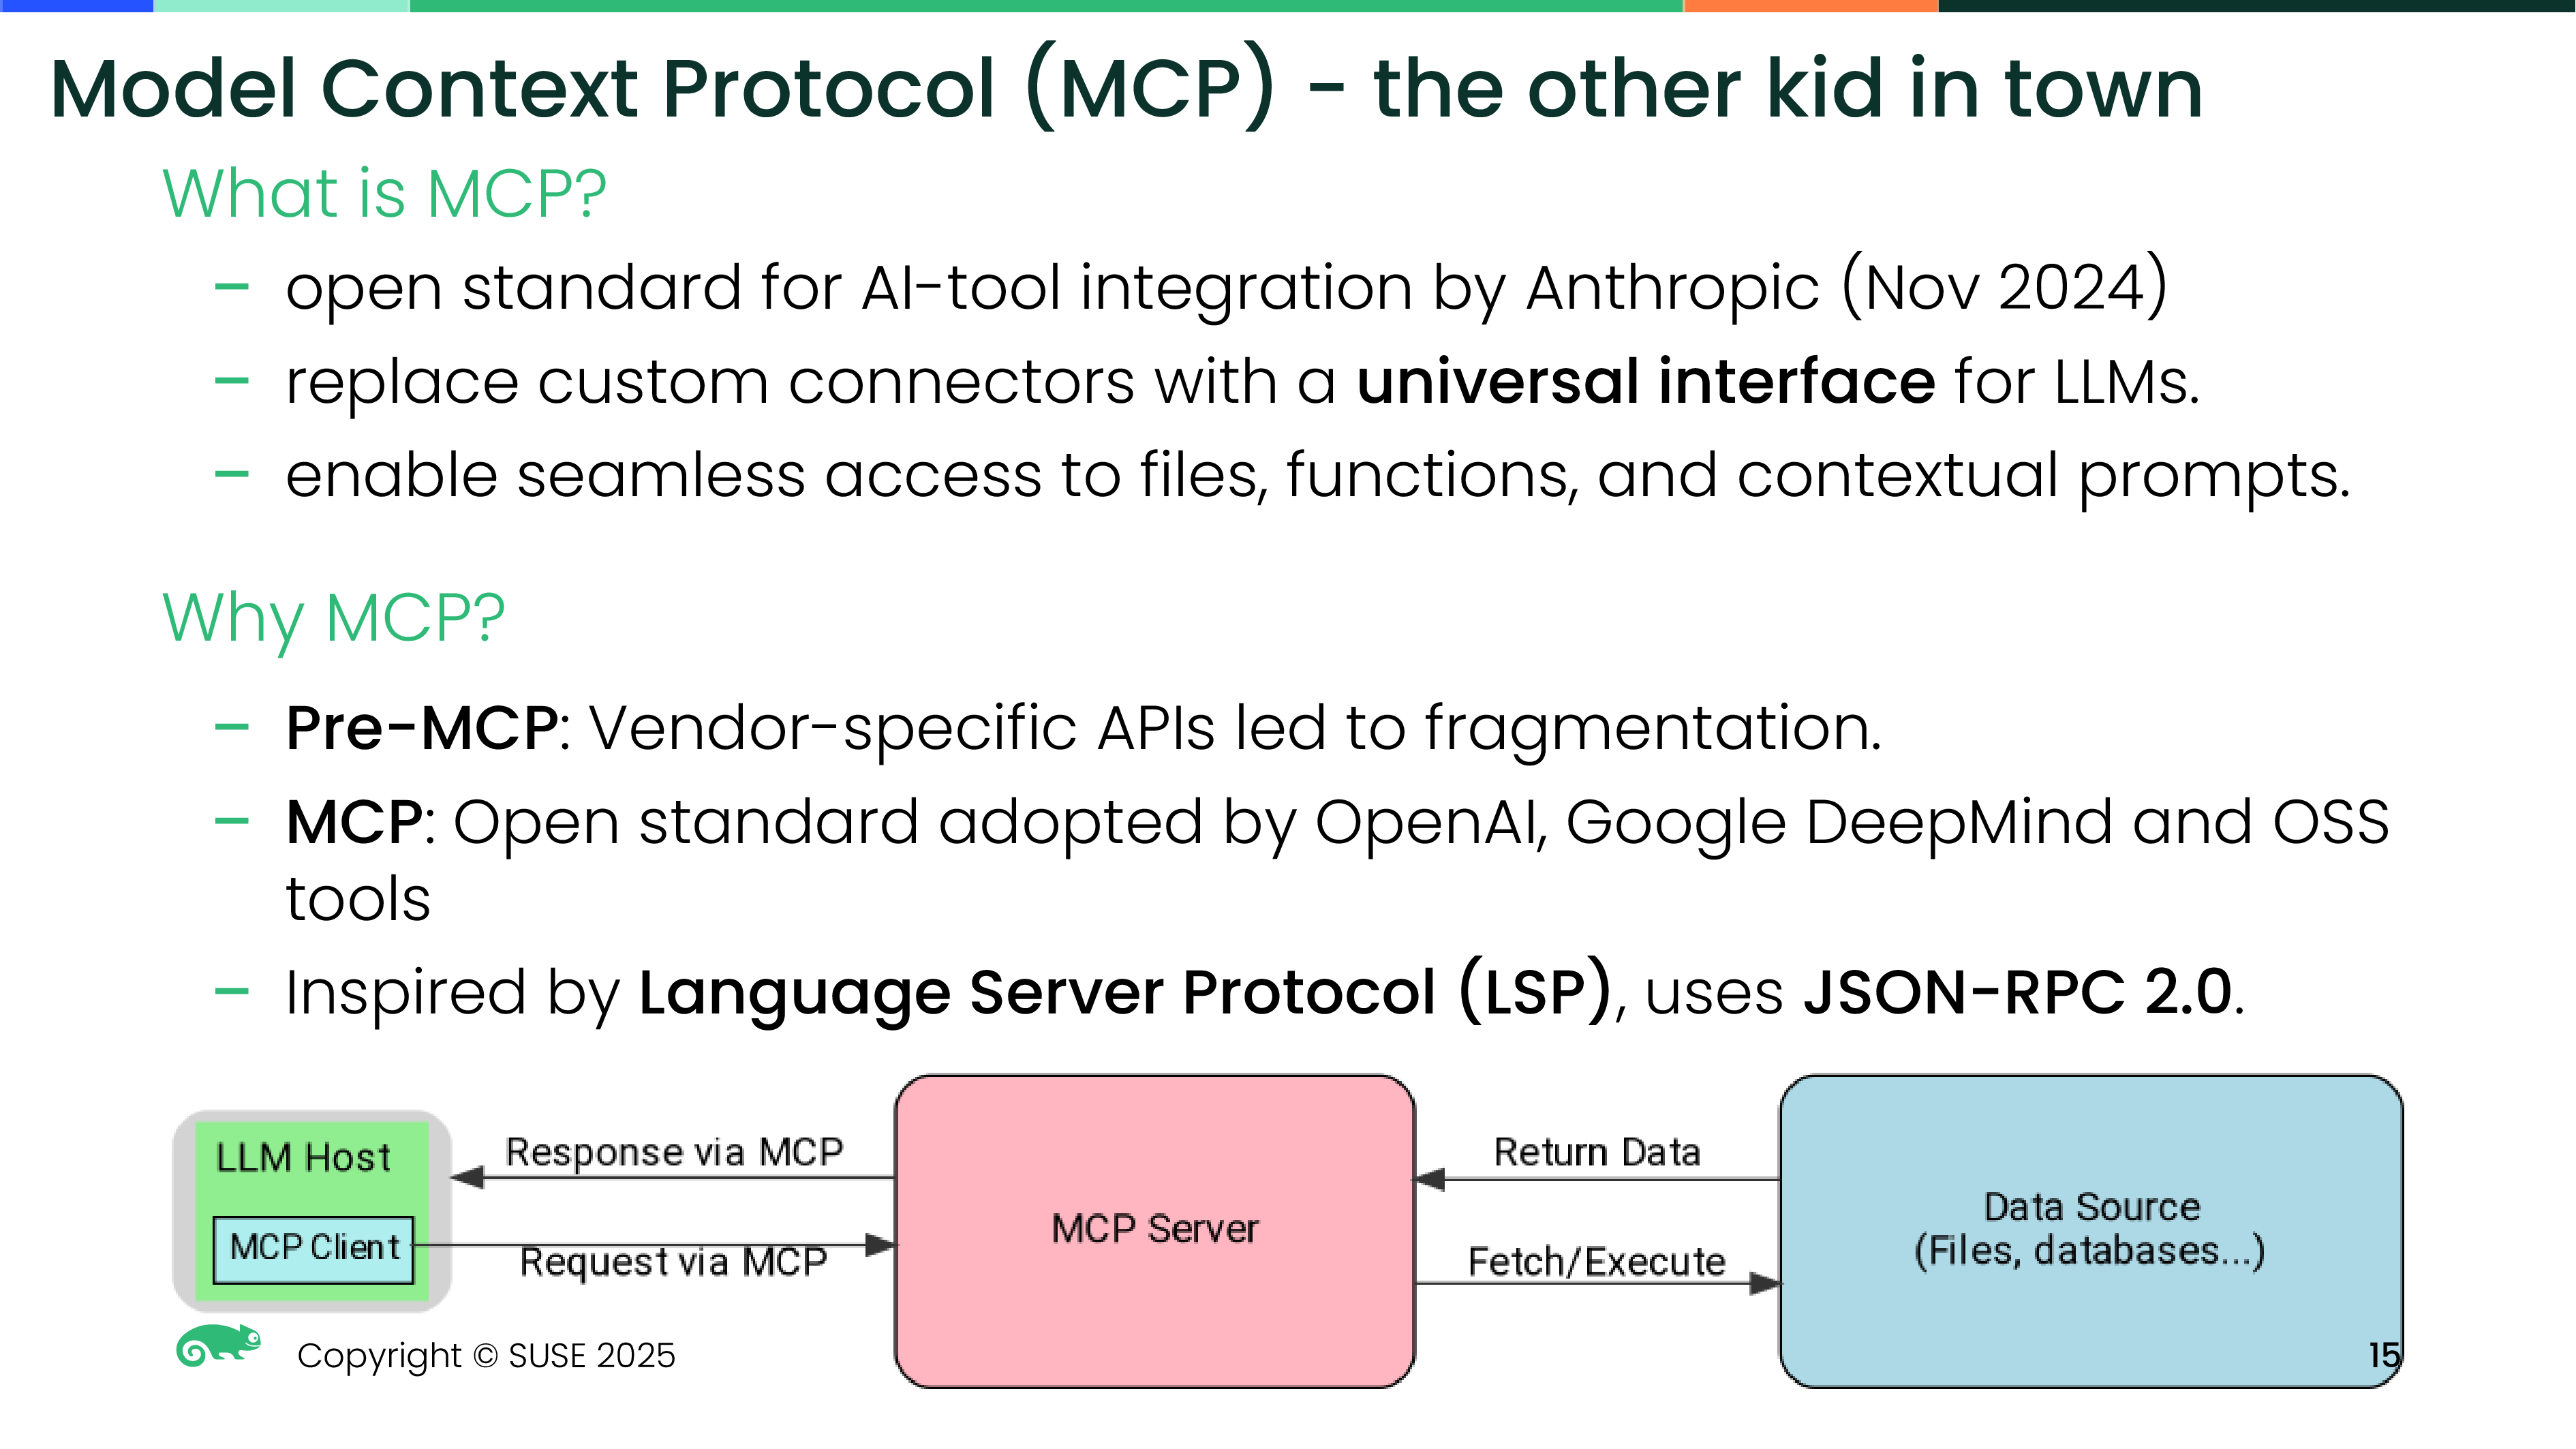 Model Context Protocol (MCP) - the other kid in town
What is MCP?
– open standard for AI-tool integration by Anthropic (Nov 2024)
– replace custom connectors with a universal interface for LLMs.
– enable seamless access to files, functions, and contextual prompts.
Why MCP?
– Pre-MCP: Vendor-specific APIs led to fragmentation.
– MCP: Open standard adopted by OpenAI, Google DeepMind and OSS
tools
– Inspired by Language Server Protocol (LSP), uses JSON-RPC 2.0.
LLM Host
MCP Client
Response via MCP
Request via MCP
MCP Server
Return Data
Fetch/Execute
Data Source
(Files, databases...)
Copyright © SUSE 2025
15